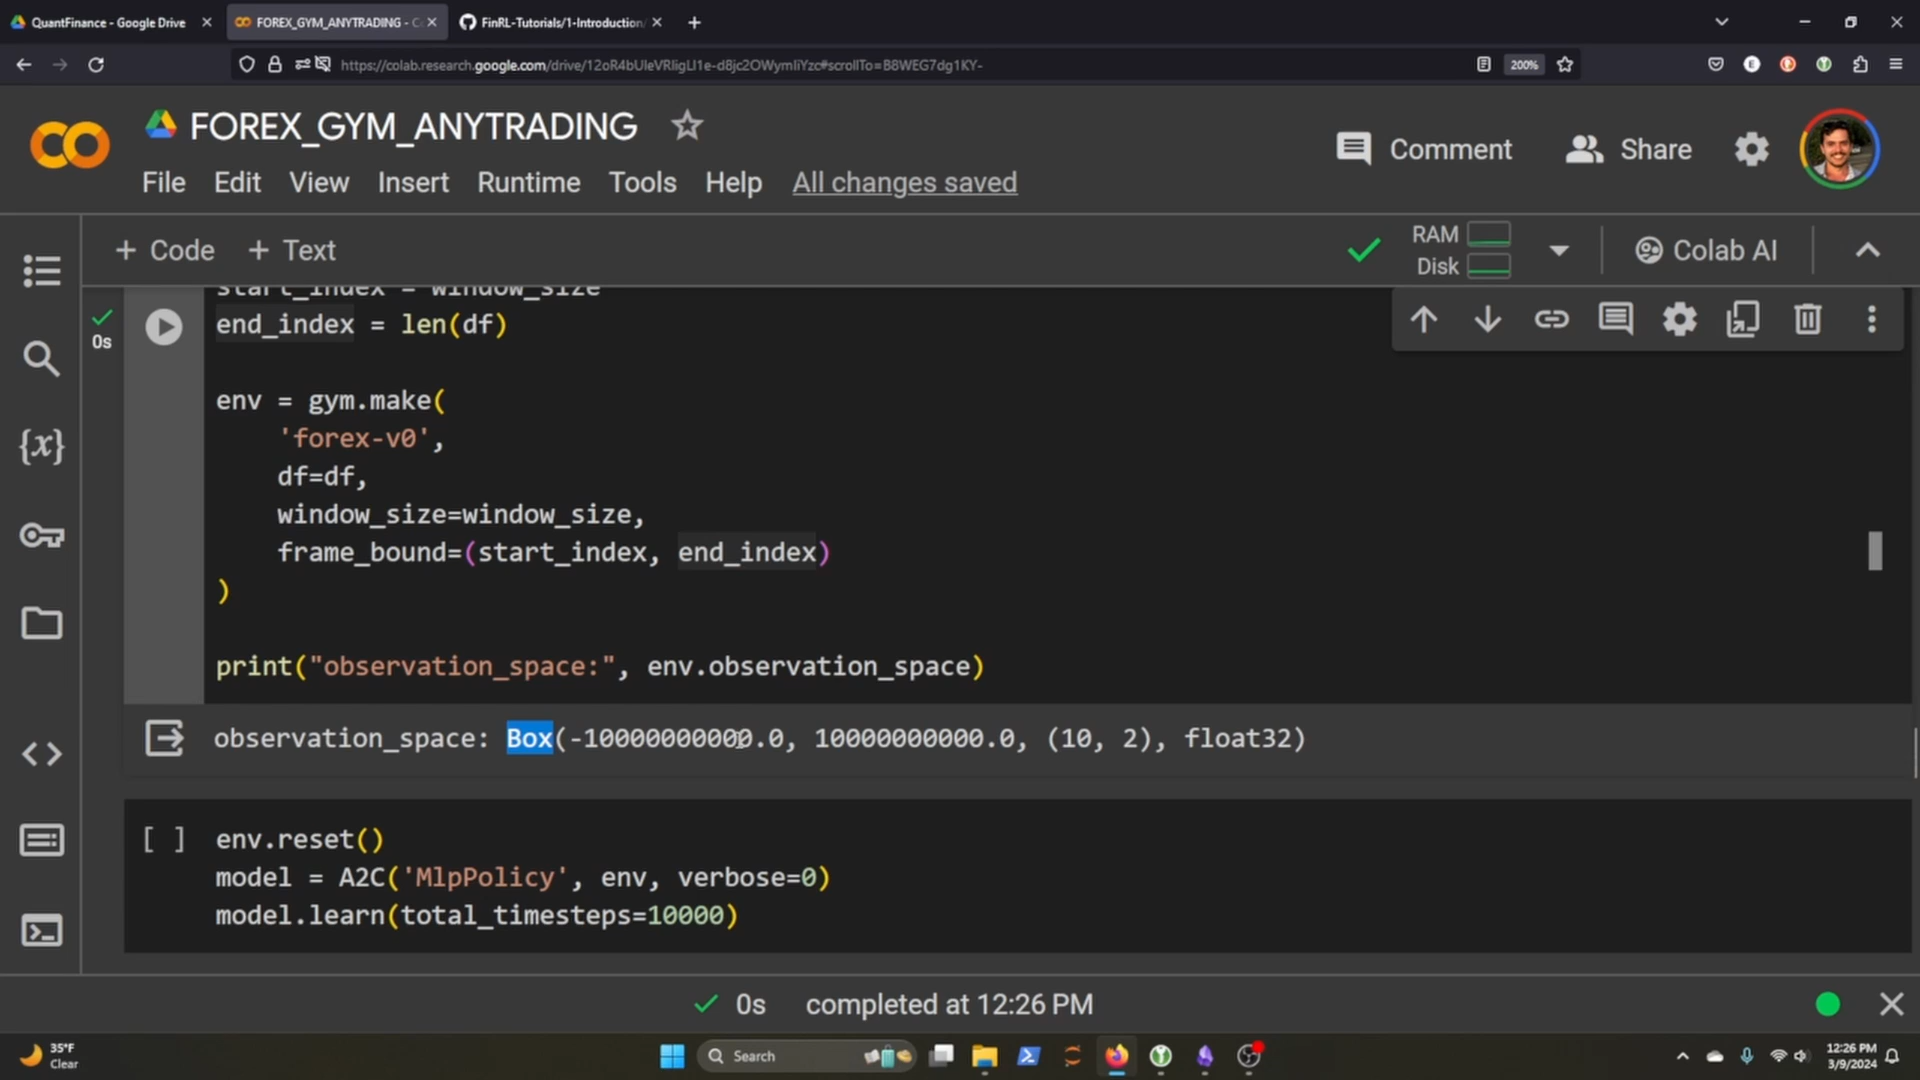 QuantFinance - Google Drive
FOREX_GYM_ANYTRADING - C
FinRL-Tutorials/1-Introduction
https://colab.research.google.com/drive/12oR4bUIeVRligLI1e-d8jc2OWymIiYzc#scrollTo=B8WEG7dg1KY-
200%
FOREX_GYM_ANYTRADING
Comment
Share
File Edit View Insert Runtime Tools Help All changes saved
+ Code + Text
RAM
Disk
Colab AI
start_index = window_size
0s
end_index = len(df)
env = gym.make(
'forex-v0',
df=df,
window_size=window_size,
frame_bound=(start_index, end_index)
)
print("observation_space:", env.observation_space)
observation_space: Box(-10000000000.0, 10000000000.0, (10, 2), float32)
[ ] env.reset()
model = A2C('MlpPolicy', env, verbose=0)
model.learn(total_timesteps=10000)
0s completed at 12:26 PM
35°F
Clear
Search
12:26 PM
3/9/2024